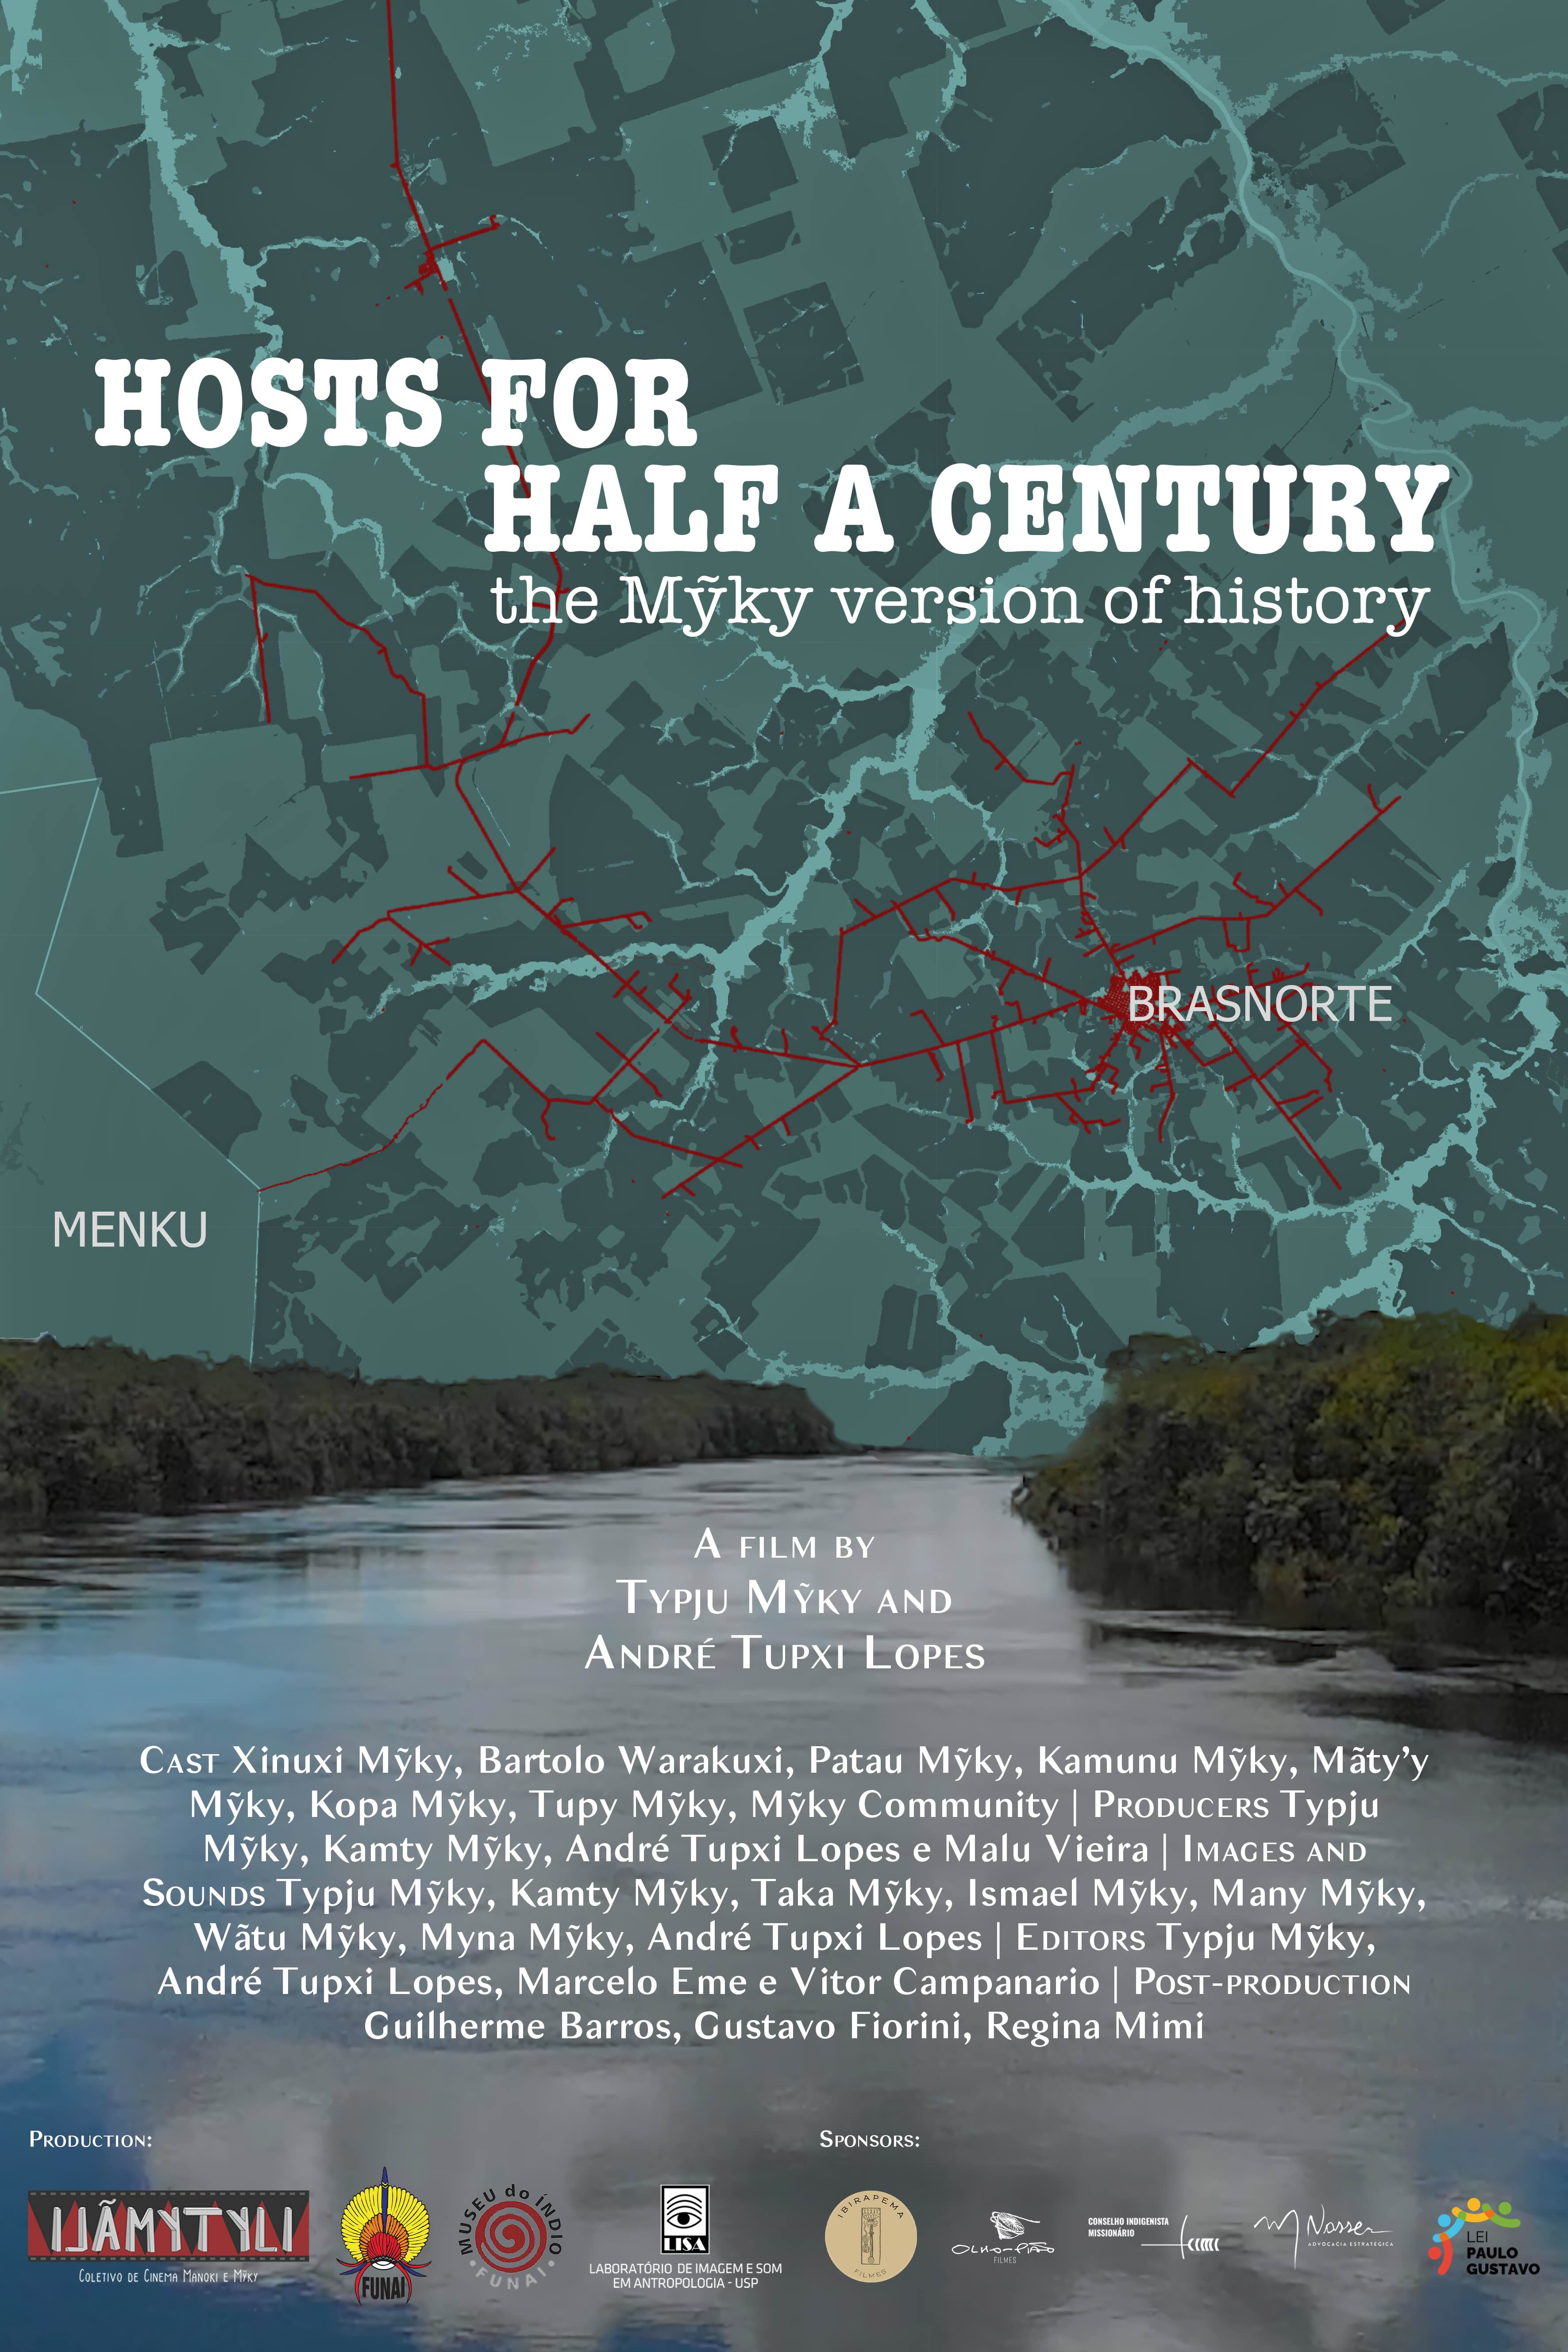 HOSTS FOR
HALF A CENTURY
the Mỹky version of history
BRASNORTE
MENKU
A FILM BY
TYPJU MỸKY AND
ANDRÉ TUPXI LOPES
CAST Xinuxi Mỹky, Bartolo Warakuxi, Patau Mỹky, Kamunu Mỹky, Mãty’y
Mỹky, Kopa Mỹky, Tupy Mỹky, Mỹky Community | PRODUCERS Typju
Mỹky, Kamty Mỹky, André Tupxi Lopes e Malu Vieira | IMAGES AND
SOUNDS Typju Mỹky, Kamty Mỹky, Taka Mỹky, Ismael Mỹky, Many Mỹky,
Wãtu Mỹky, Myna Mỹky, André Tupxi Lopes | EDITORS Typju Mỹky,
André Tupxi Lopes, Marcelo Eme e Vitor Campanario | POST-PRODUCTION
Guilherme Barros, Gustavo Fiorini, Regina Mimi
PRODUCTION:
SPONSORS:
IJÃMYTYLI
COLETIVO DE CINEMA MANOKI E MỸKY
FUNAI
MUSEU do ÍNDIO
FUNAI
LISA
LABORATÓRIO DE IMAGEM E SOM
EM ANTROPOLOGIA - USP
IBIRAPEMA
FILMES
OLHO-FILÃO
FILMES
CONSELHO INDIGENISTA
MISSIONÁRIO
M Nasser
ADVOCACIA ESTRATÉGICA
LEI
PAULO
GUSTAVO